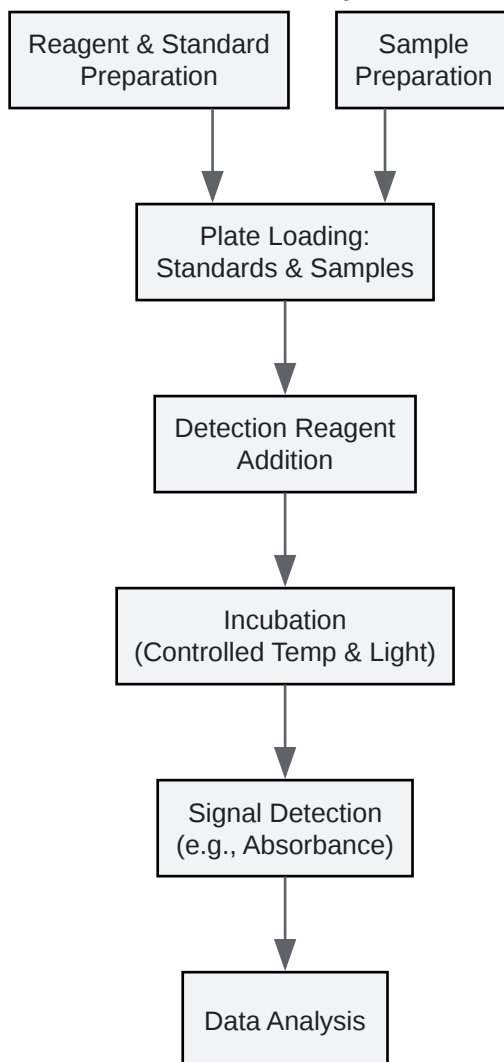 Reagent & Standard
Preparation
Sample
Preparation
Plate Loading:
Standards & Samples
Detection Reagent
Addition
Incubation
(Controlled Temp & Light)
Signal Detection
(e.g., Absorbance)
Data Analysis